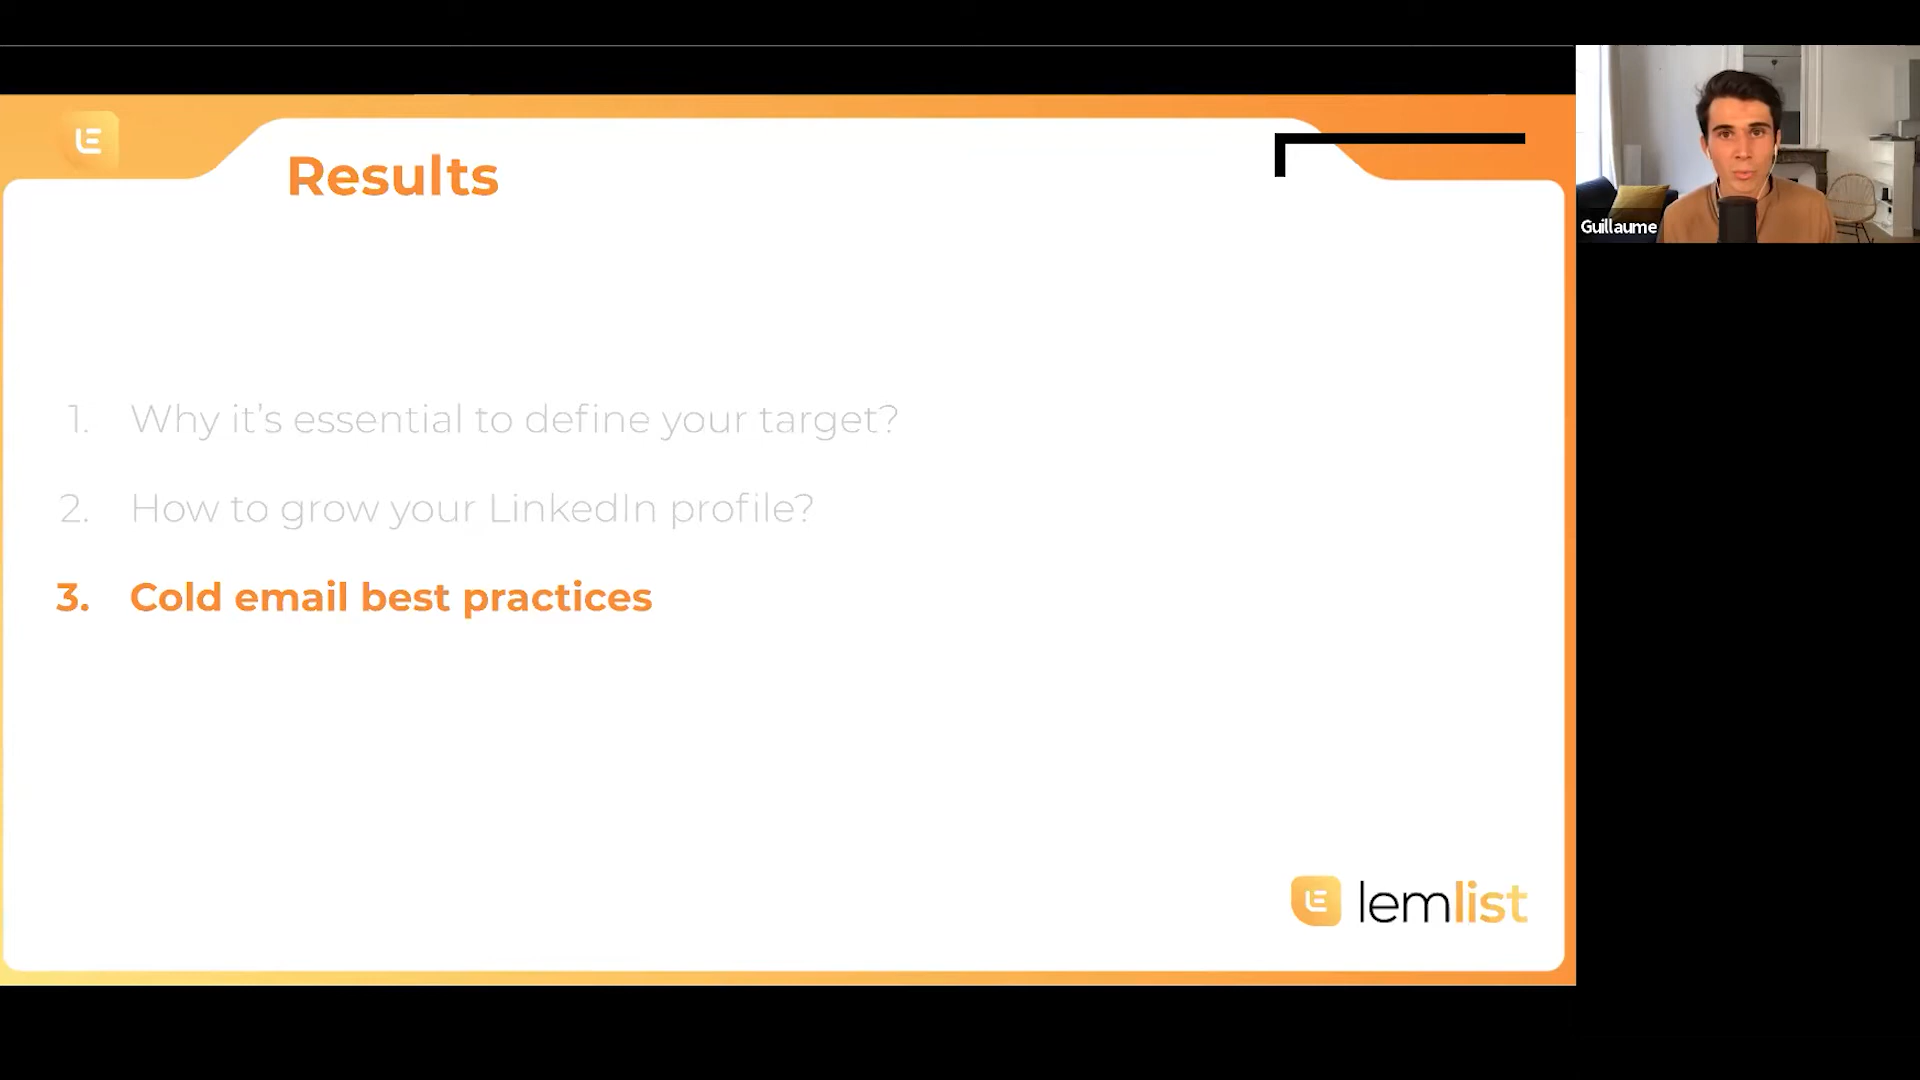 Results
Guillaume
1. Why it's essential to define your target?
2. How to grow your LinkedIn profile?
3. Cold email best practices
lemlist